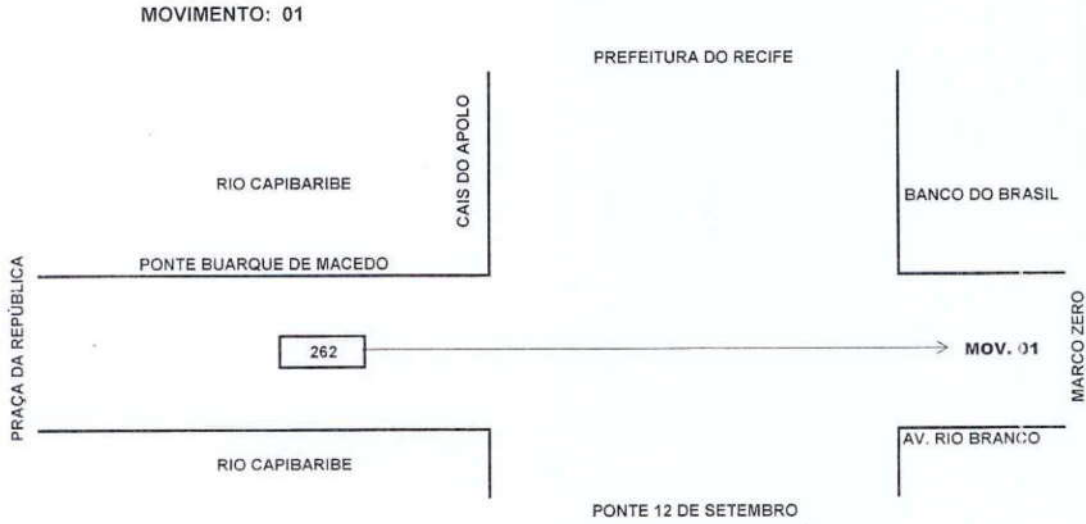 MOVIMENTO: 01
PREFEITURA DO RECIFE
CAIS DO APOLO
RIO CAPIBARIBE
BANCO DO BRASIL
PONTE BUARQUE DE MACEDO
PRAÇA DA REPÚBLICA
262
MOV. 01
MARCO ZERO
AV. RIO BRANCO
RIO CAPIBARIBE
PONTE 12 DE SETEMBRO